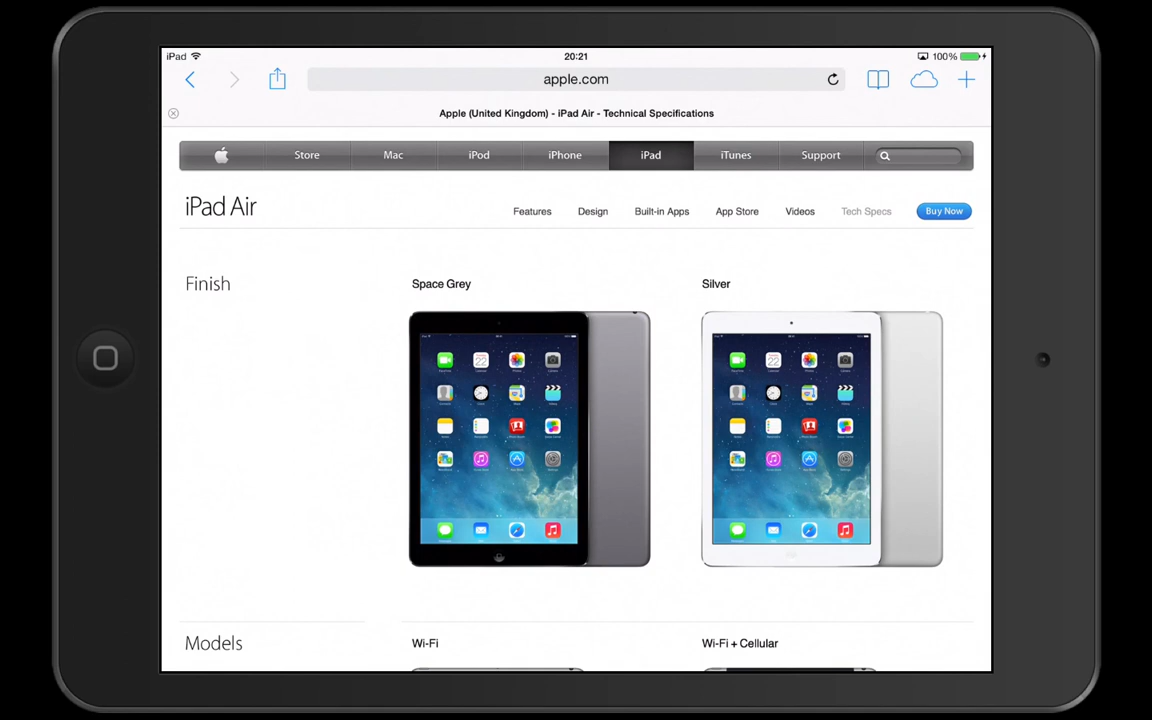 iPad 20:21 100%
apple.com
Apple (United Kingdom) - iPad Air - Technical Specifications
Store Mac iPod iPhone iPad iTunes Support
iPad Air Features Design Built-in Apps App Store Videos Tech Specs Buy Now
Finish Space Grey Silver
Models Wi-Fi Wi-Fi + Cellular